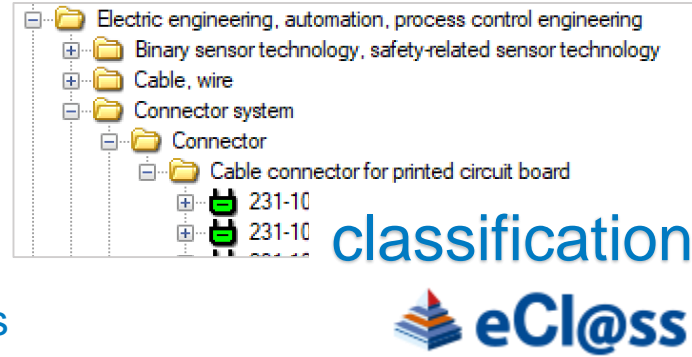 Electric engineering, automation, process control engineering
Binary sensor technology, safety-related sensor technology
Cable, wire
Connector system
Connector
Cable connector for printed circuit board
231-10
231-10
classification
s
eCl@ss